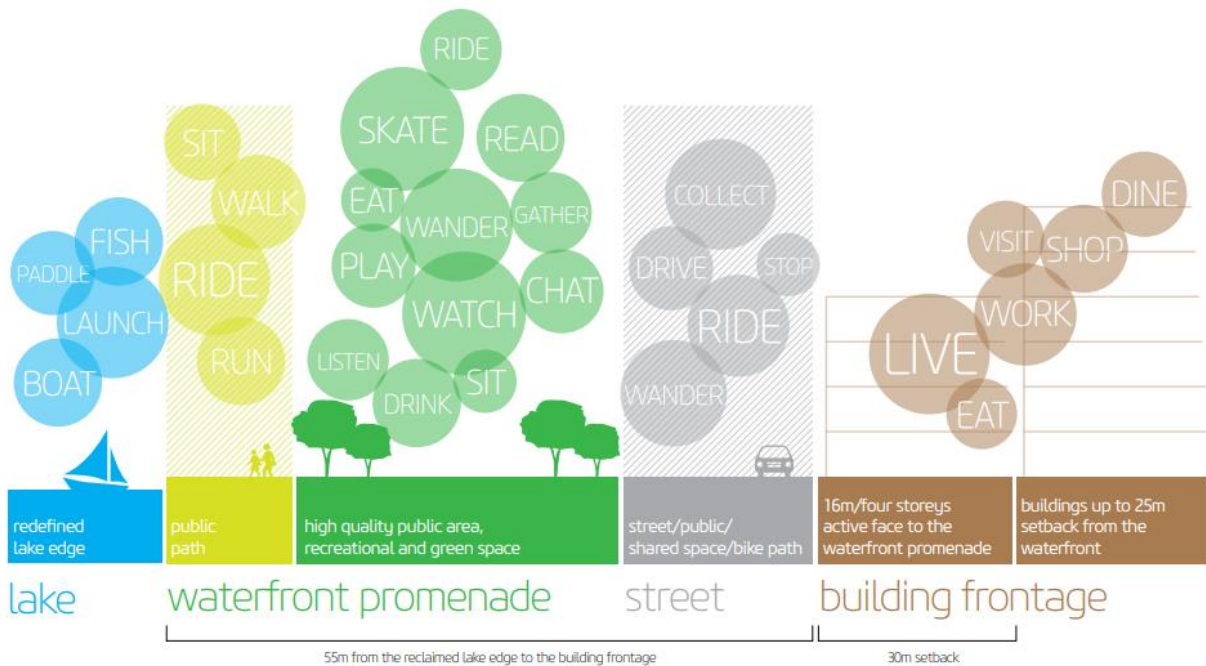 RIDE
SKATE
READ
SIT
WALK
EAT
WANDER
GATHER
COLLECT
DINE
FISH
PADDLE
RIDE
PLAY
WATCH
CHAT
DRIVE
STOP
VISIT
SHOP
LAUNCH
RUN
LISTEN
SIT
DRINK
RIDE
WORK
LIVE
BOAT
WANDER
EAT
redefined
lake edge
public
path
high quality public area,
recreational and green space
street/public/
shared space/bike path
16m/four storeys
active face to the
waterfront promenade
buildings up to 25m
setback from the
waterfront
lake
waterfront promenade
street
building frontage
55m from the reclaimed lake edge to the building frontage
30m setback